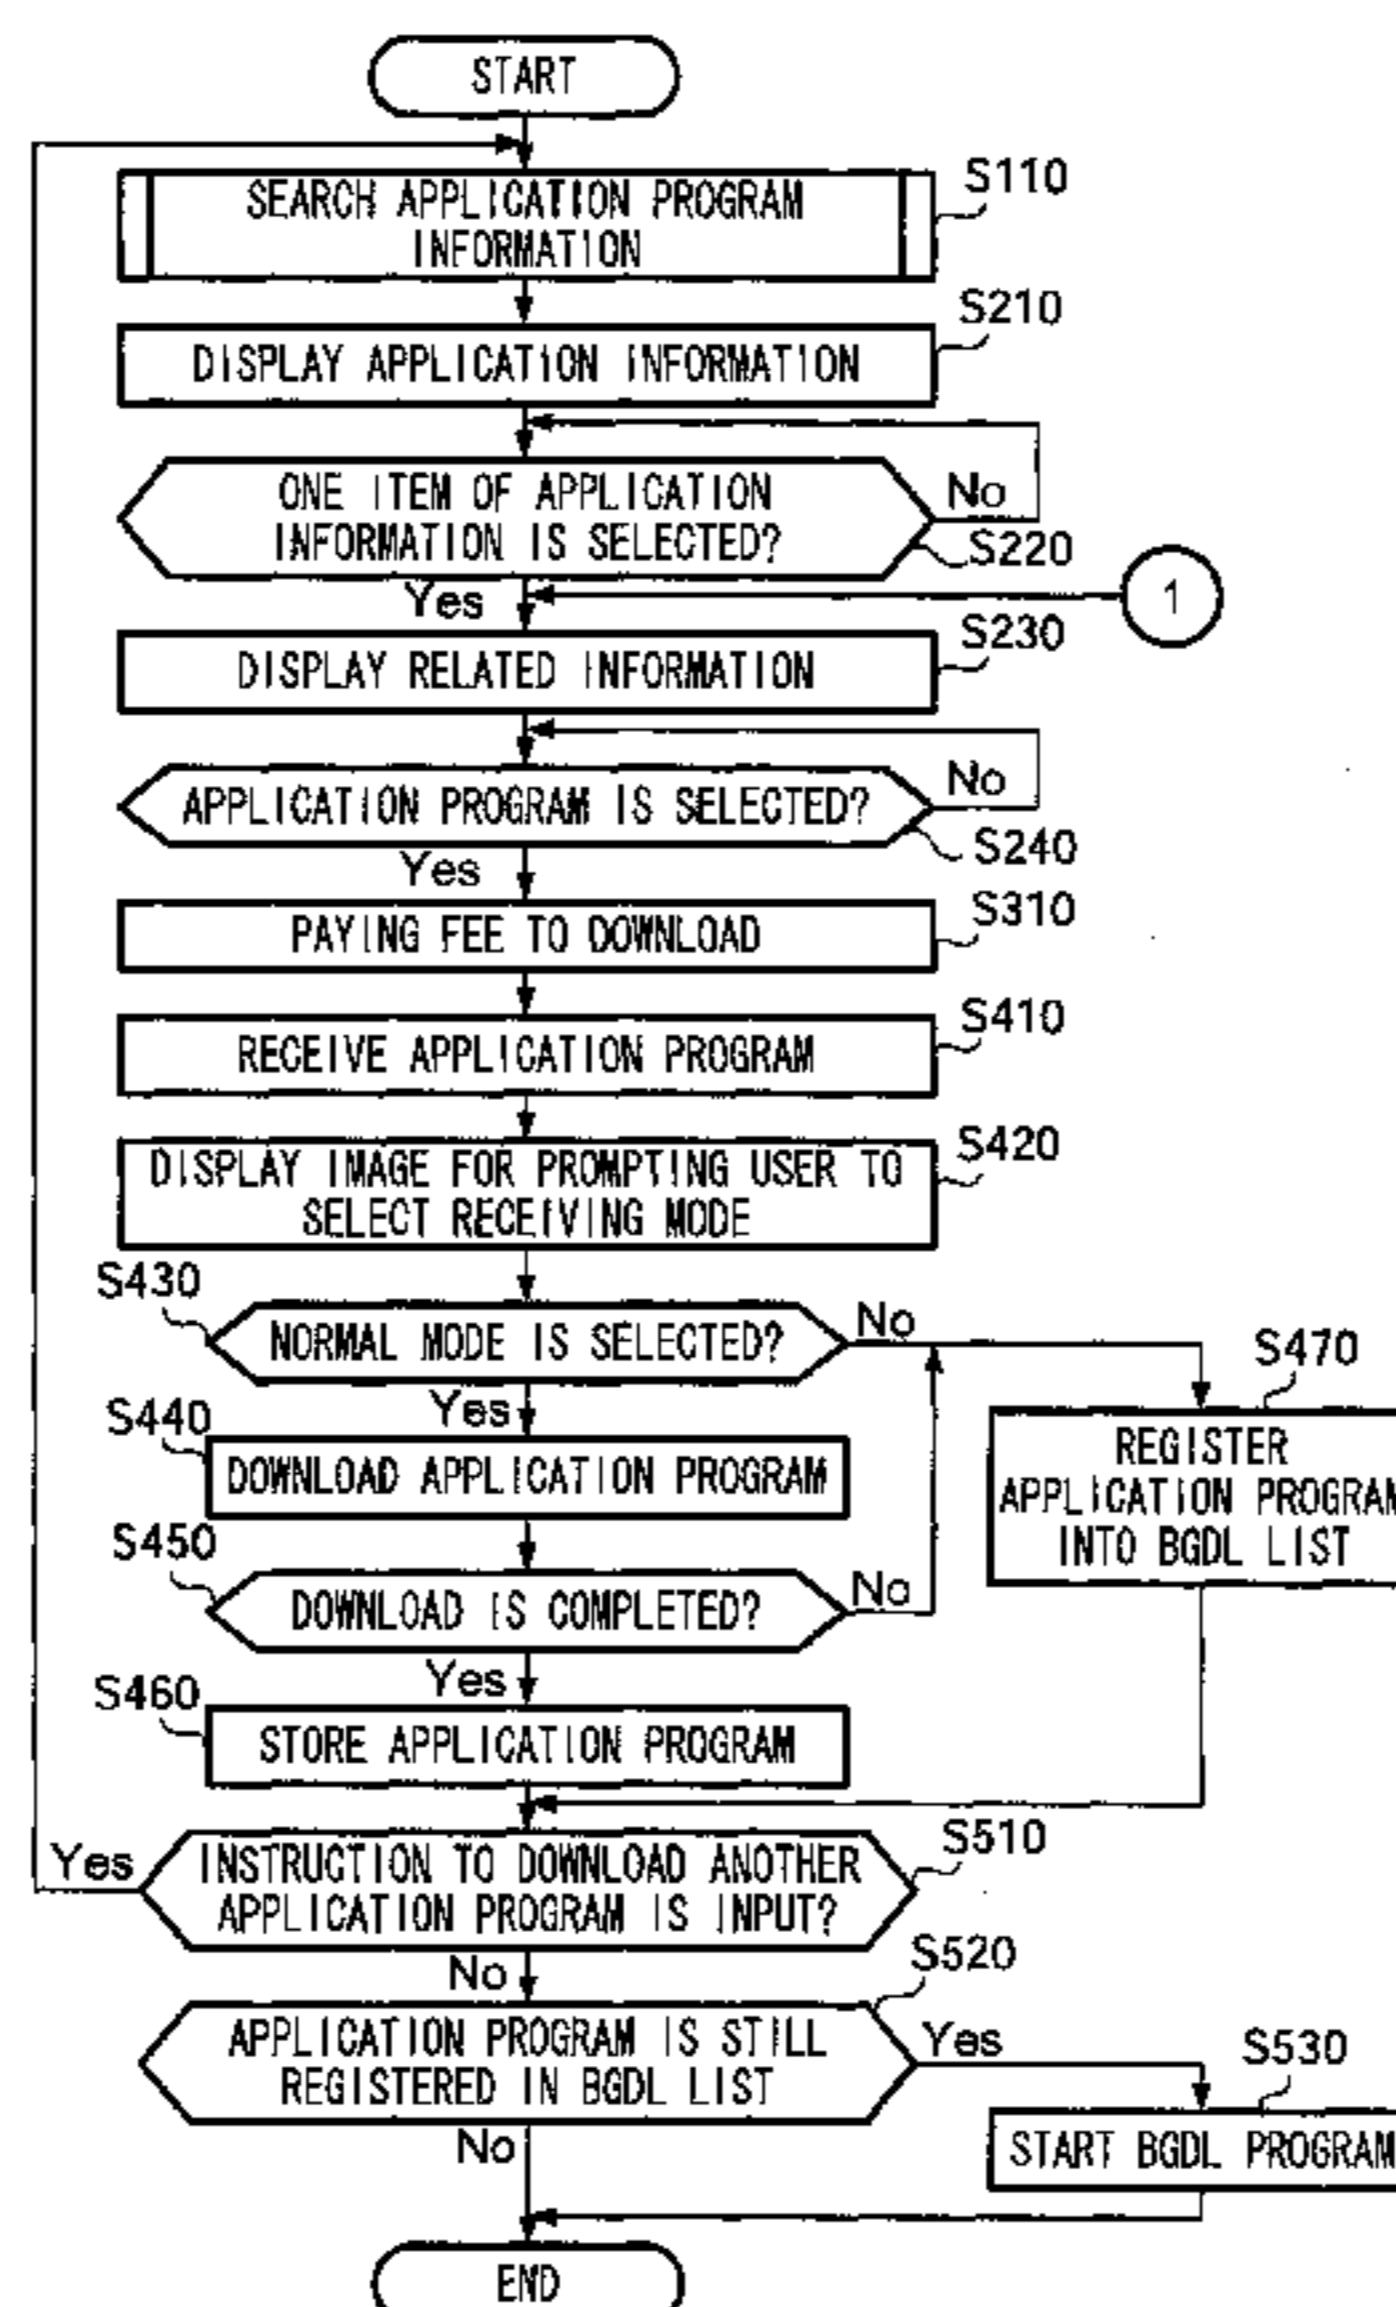 START
SEARCH APPLICATION PROGRAM
INFORMATION
S110
DISPLAY APPLICATION INFORMATION
S210
ONE ITEM OF APPLICATION
INFORMATION IS SELECTED?
No
S220
Yes
1
DISPLAY RELATED INFORMATION
S230
APPLICATION PROGRAM IS SELECTED?
No
S240
Yes
PAYING FEE TO DOWNLOAD
S310
RECEIVE APPLICATION PROGRAM
S410
DISPLAY IMAGE FOR PROMPTING USER TO
SELECT RECEIVING MODE
S420
S430
NORMAL MODE IS SELECTED?
No
Yes
S470
REGISTER
APPLICATION PROGRAM
INTO BGDL LIST
S440
DOWNLOAD APPLICATION PROGRAM
S450
DOWNLOAD IS COMPLETED?
No
Yes
S460
STORE APPLICATION PROGRAM
S510
Yes
INSTRUCTION TO DOWNLOAD ANOTHER
APPLICATION PROGRAM IS INPUT?
No
S520
APPLICATION PROGRAM IS STILL
REGISTERED IN BGDL LIST
Yes
No
S530
START BGDL PROGRAM
END